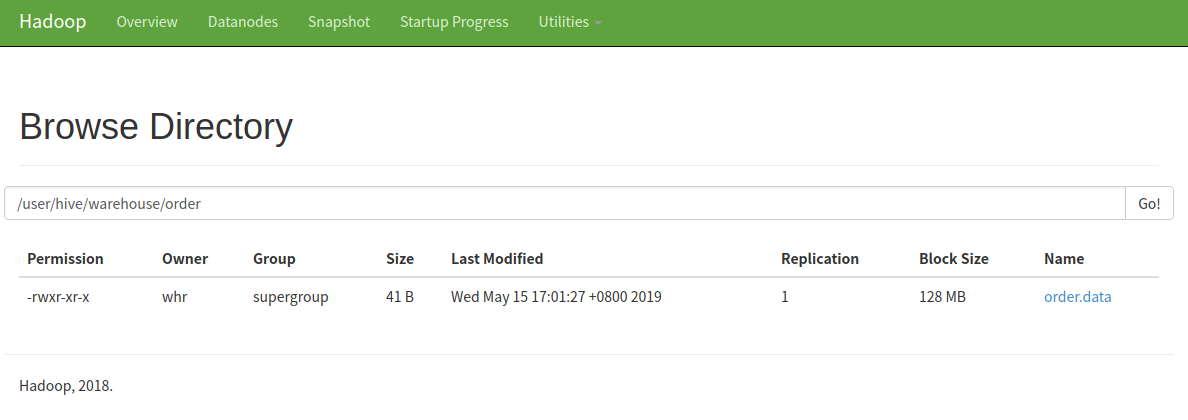 Hadoop Overview Datanodes Snapshot Startup Progress Utilities
Browse Directory
/user/hive/warehouse/order Go!
Permission Owner Group Size Last Modified Replication Block Size Name
-rwxr-xr-x whr supergroup 41 B Wed May 15 17:01:27 +0800 2019 1 128 MB order.data
Hadoop, 2018.